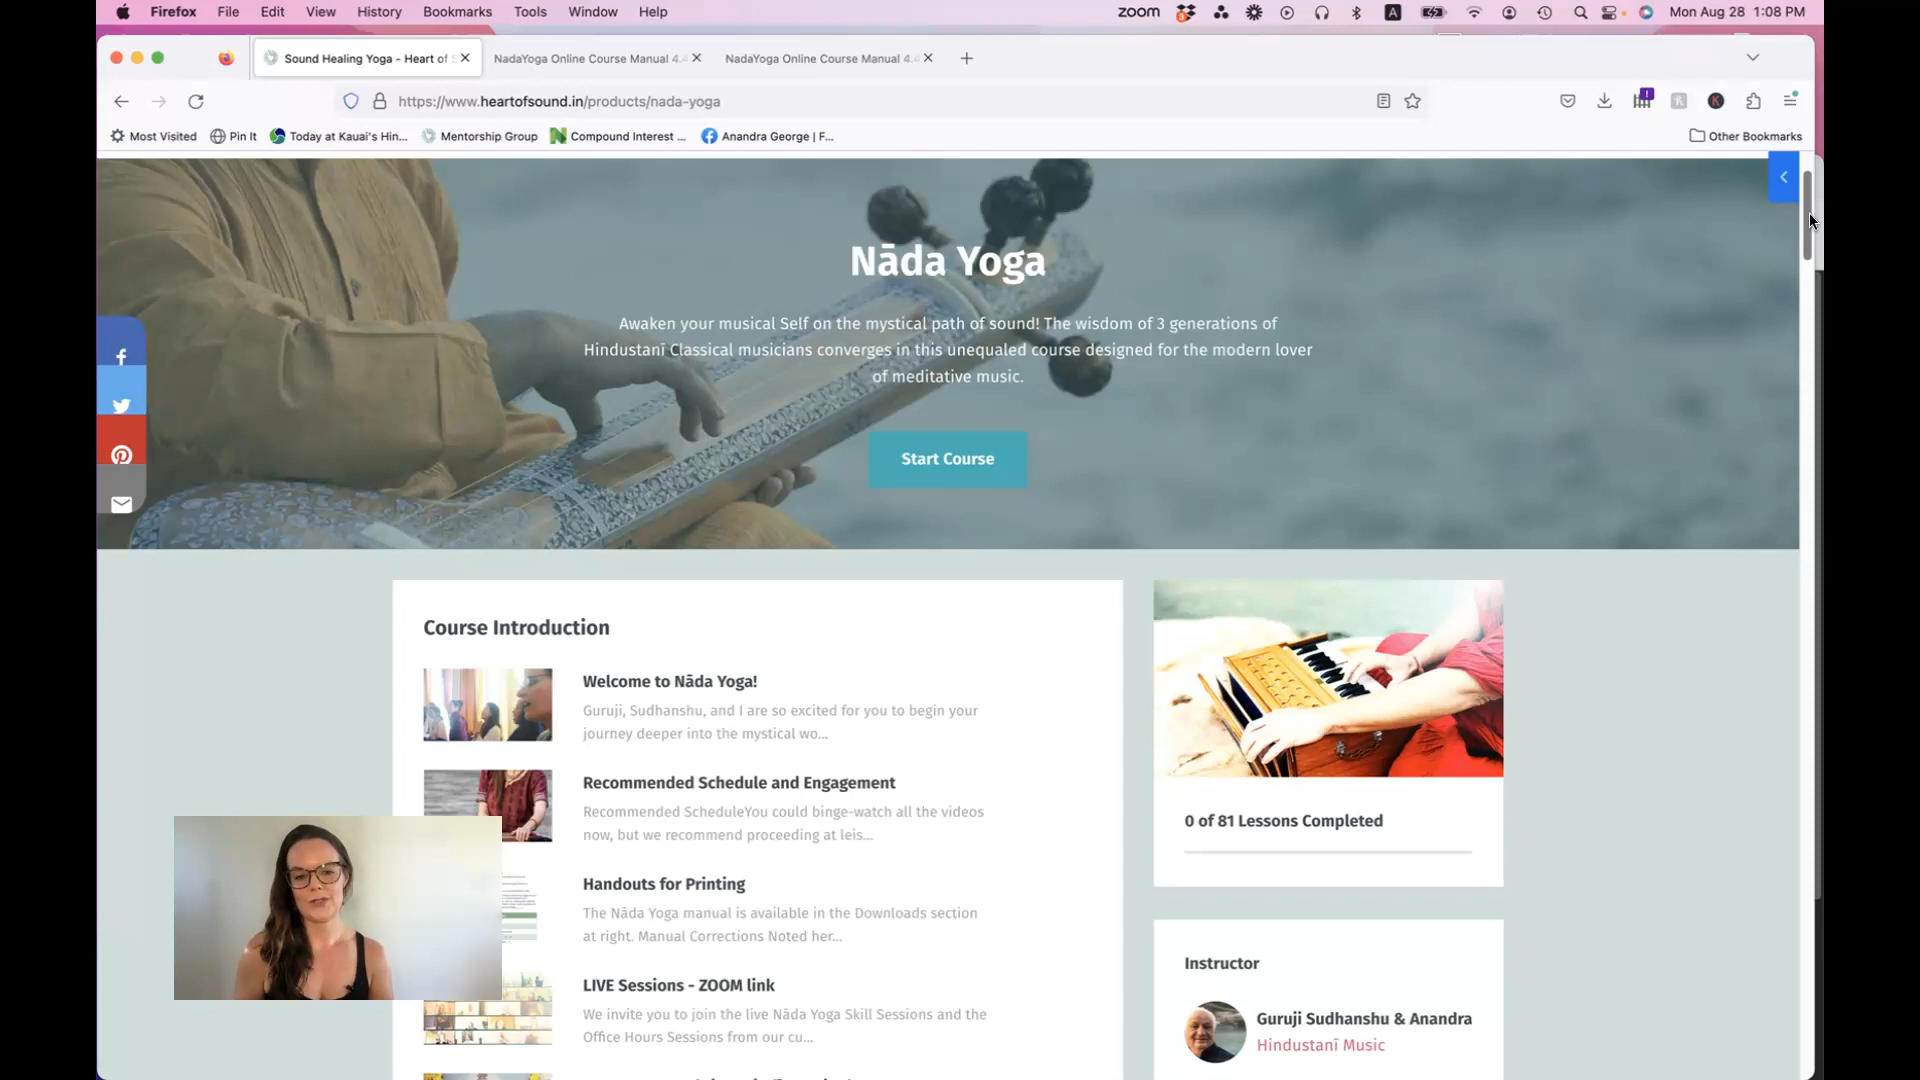 Firefox File Edit View History Bookmarks Tools Window Help
zoom
3
A
Mon Aug 28 1:08 PM
Sound Healing Yoga - Heart of
NadaYoga Online Course Manual 4.
NadaYoga Online Course Manual 4.
https://www.heartofsound.in/products/nada-yoga
Most Visited
Pin It
Today at Kauai's Hin...
Mentorship Group
Compound Interest ...
Anandra George | F...
Other Bookmarks
Nāda Yoga
Awaken your musical Self on the mystical path of sound! The wisdom of 3 generations of
Hindustanī Classical musicians converges in this unequaled course designed for the modern lover
of meditative music.
Start Course
Course Introduction
Welcome to Nāda Yoga!
Guruji, Sudhanshu, and I are so excited for you to begin your
journey deeper into the mystical wo...
Recommended Schedule and Engagement
Recommended ScheduleYou could binge-watch all the videos
now, but we recommend proceeding at leis...
Handouts for Printing
The Nāda Yoga manual is available in the Downloads section
at right. Manual Corrections Noted her...
LIVE Sessions - ZOOM link
We invite you to join the live Nāda Yoga Skill Sessions and the
Office Hours Sessions from our cu...
0 of 81 Lessons Completed
Instructor
Guruji Sudhanshu & Anandra
Hindustanī Music